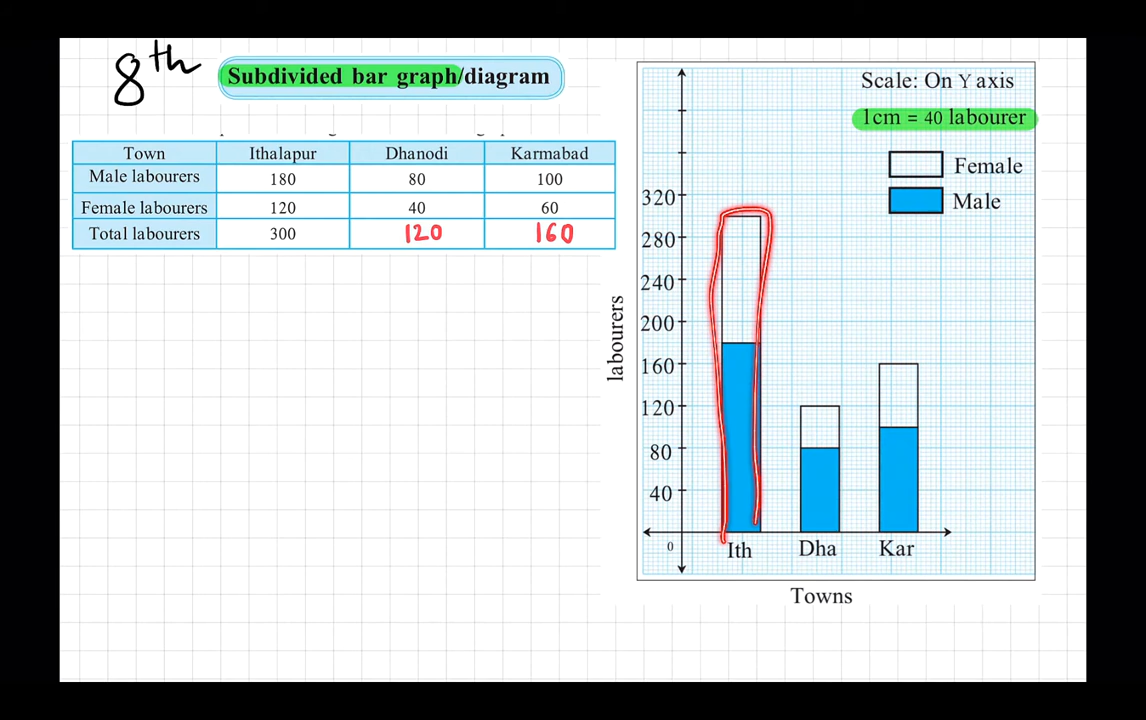 8th
Subdivided bar graph/diagram
Town Ithalapur Dhanodi Karmabad
Male labourers 180 80 100
Female labourers 120 40 60
Total labourers 300 120 160
Scale: On Y axis
1cm = 40 labourer
Female
Male
320
280
240
200
160
120
80
40
0
labourers
Ith Dha Kar
Towns